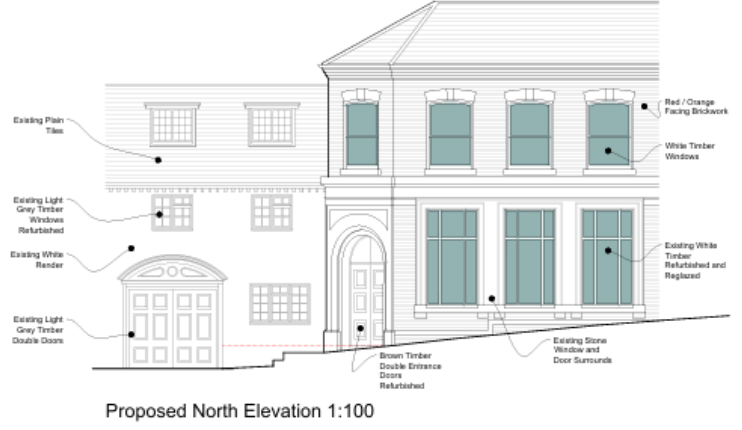 Existing Plain
Tiles
Existing Light
Grey Timber
Windows
Refurbished
Existing White
Render
Existing Light
Grey Timber
Double Doors
Red / Orange
Facing Brickwork
White Timber
Windows
Existing White
Timber
Refurbished and
Reglazed
Existing Stone
Window and
Door Surrounds
Brown Timber
Double Entrance
Doors
Refurbished
Proposed North Elevation 1:100